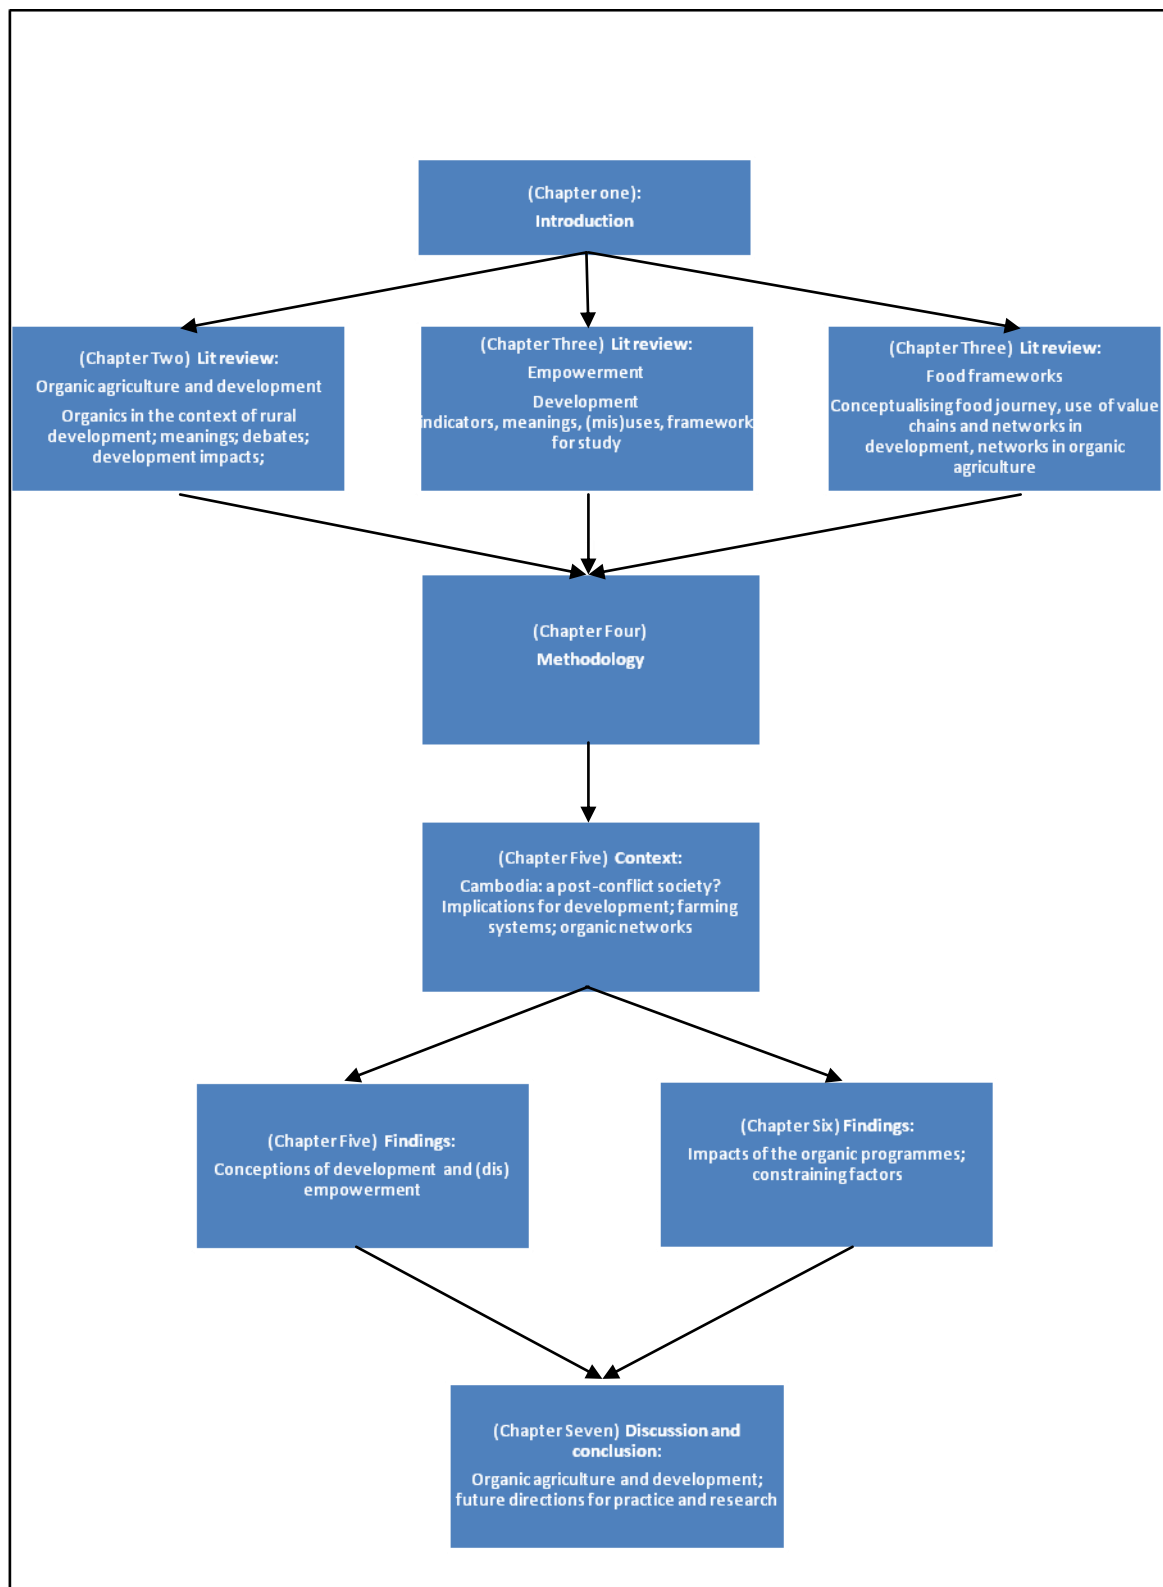 (Chapter one):
Introduction
(Chapter Two) Lit review:
Organic agriculture and development
Organics in the context of rural
development; meanings; debates;
development impacts;
(Chapter Three) Lit review:
Empowerment
Development
indicators, meanings, (mis)uses, framework
for study
(Chapter Three) Lit review:
Food frameworks
Conceptualising food journey, use of value
chains and networks in
development, networks in organic
agriculture
(Chapter Four)
Methodology
(Chapter Five) Context:
Cambodia: a post-conflict society?
Implications for development; farming
systems; organic networks
(Chapter Five) Findings:
Conceptions of development and (dis)
empowerment
(Chapter Six) Findings:
Impacts of the organic programmes;
constraining factors
(Chapter Seven) Discussion and
conclusion:
Organic agriculture and development;
future directions for practice and research